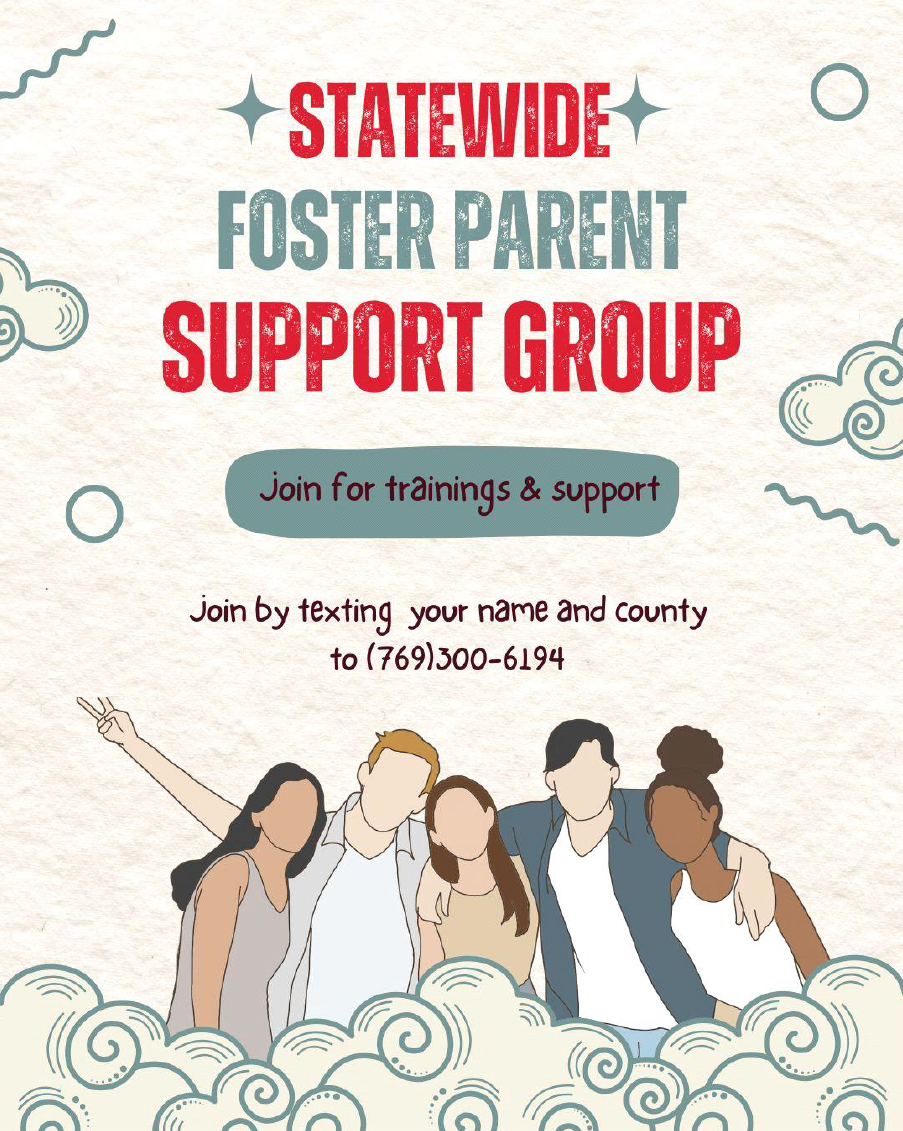 STATEWIDE
FOSTER PARENT
SUPPORT GROUP
Join for trainings & support
Join by texting your name and county
to (769)300-6194